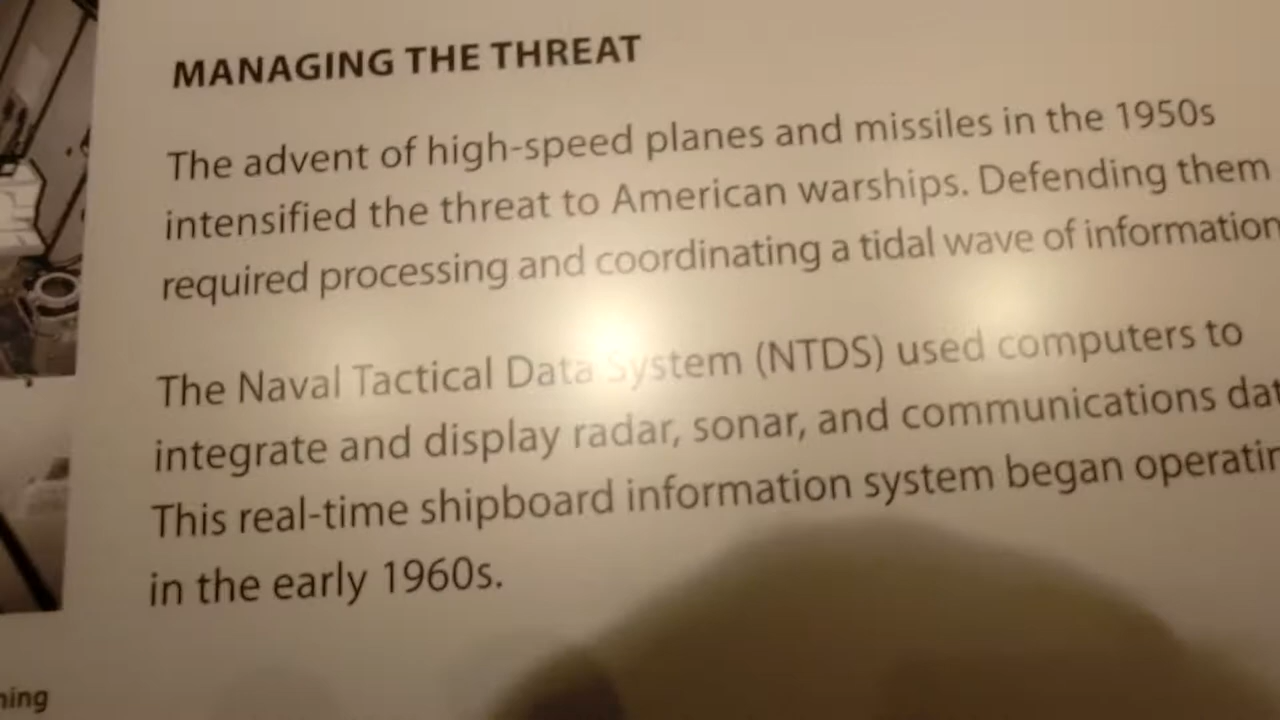 MANAGING THE THREAT
The advent of high-speed planes and missiles in the 1950s
intensified the threat to American warships. Defending them
required processing and coordinating a tidal wave of information
The Naval Tactical Data System (NTDS) used computers to
integrate and display radar, sonar, and communications dat
This real-time shipboard information system began operatin
in the early 1960s.
ning